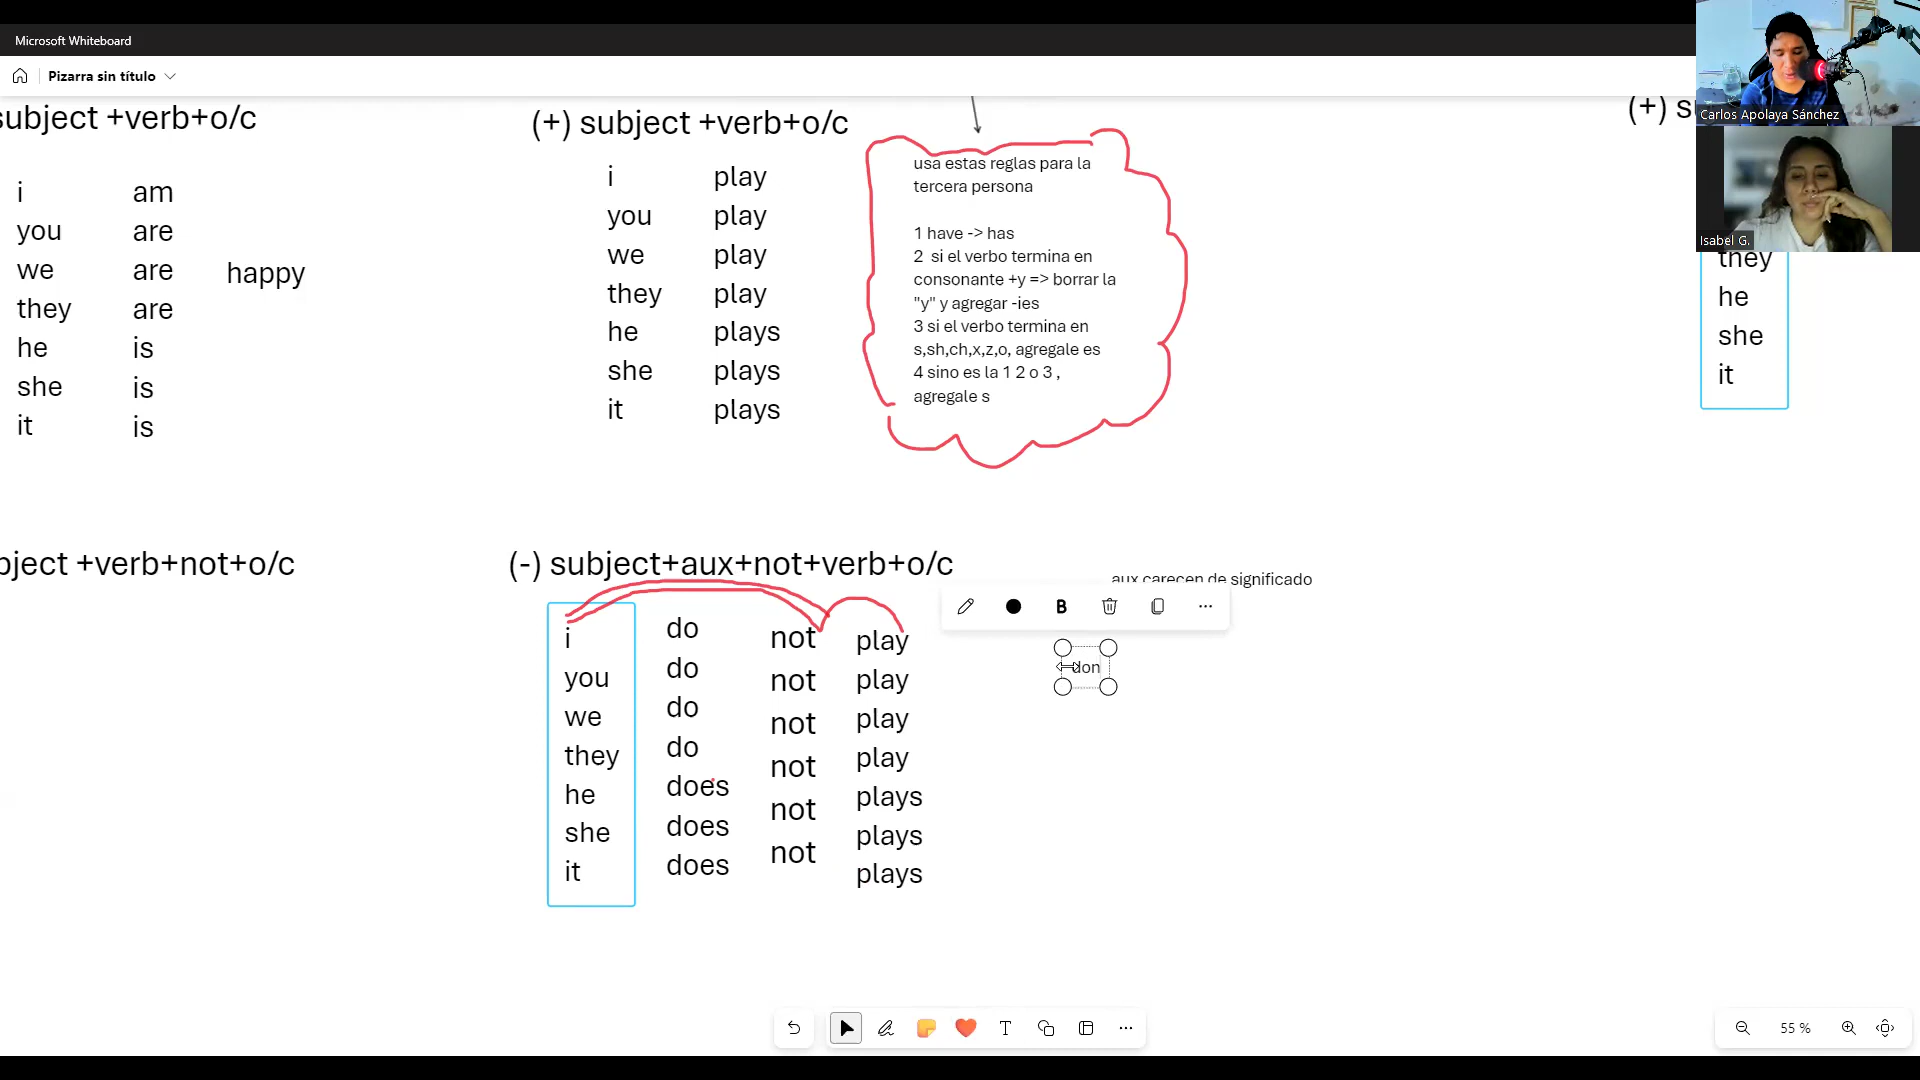 Microsoft Whiteboard
Pizarra sin título
subject +verb+o/c
i am
you are
we are
they are
he is
she is
it is
happy
(+) subject +verb+o/c
i play
you play
we play
they play
he plays
she plays
it plays
usa estas reglas para la
tercera persona
1 have -> has
2 si el verbo termina en
consonante +y => borrar la
"y" y agregar -ies
3 si el verbo termina en
s,sh,ch,x,z,o, agregale es
4 sino es la 1 2 o 3 ,
agregale s
(+) s
they
he
she
it
Carlos Apolaya Sánchez
Isabel G.
bject +verb+not+o/c
(-) subject+aux+not+verb+o/c
i do not play
you do not play
we do not play
they do not play
he does not plays
she does not plays
it does plays
aux carecen de significado
B
don
T
55 %